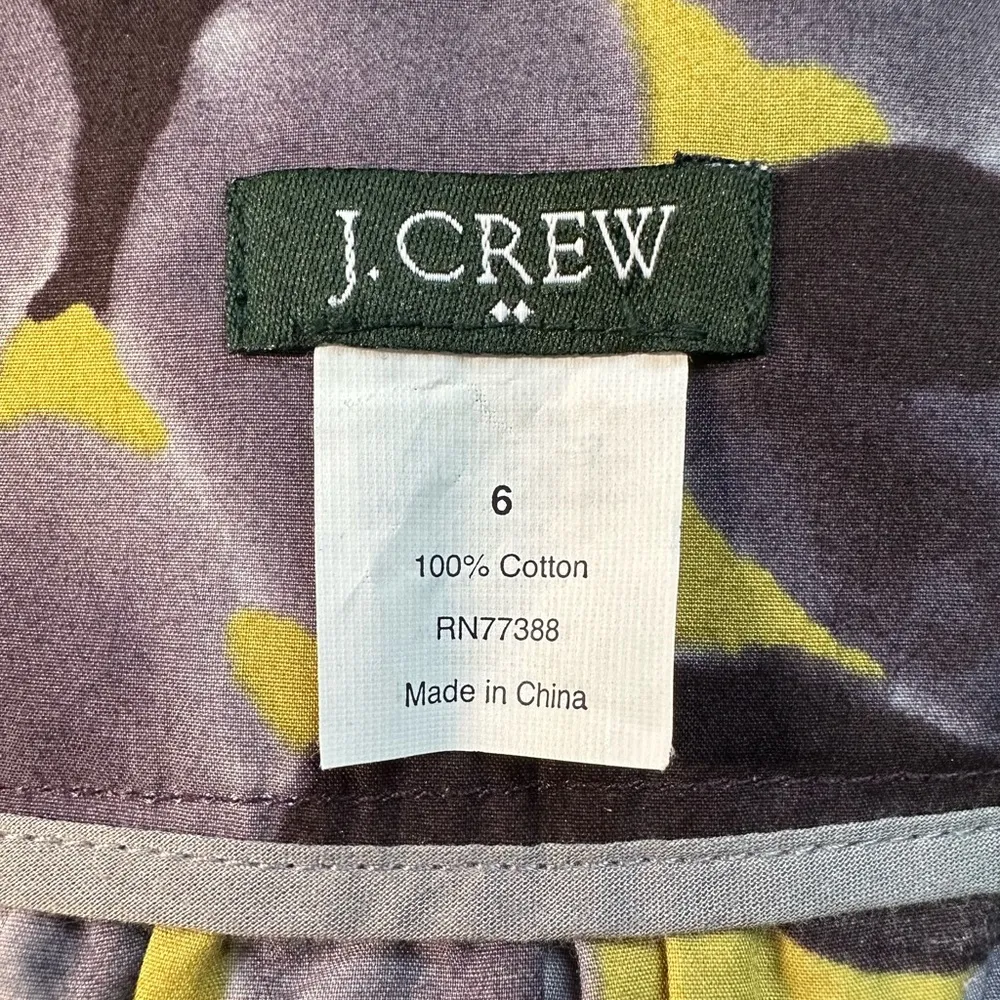 J.CREW
6
100% Cotton
RN77388
Made in China